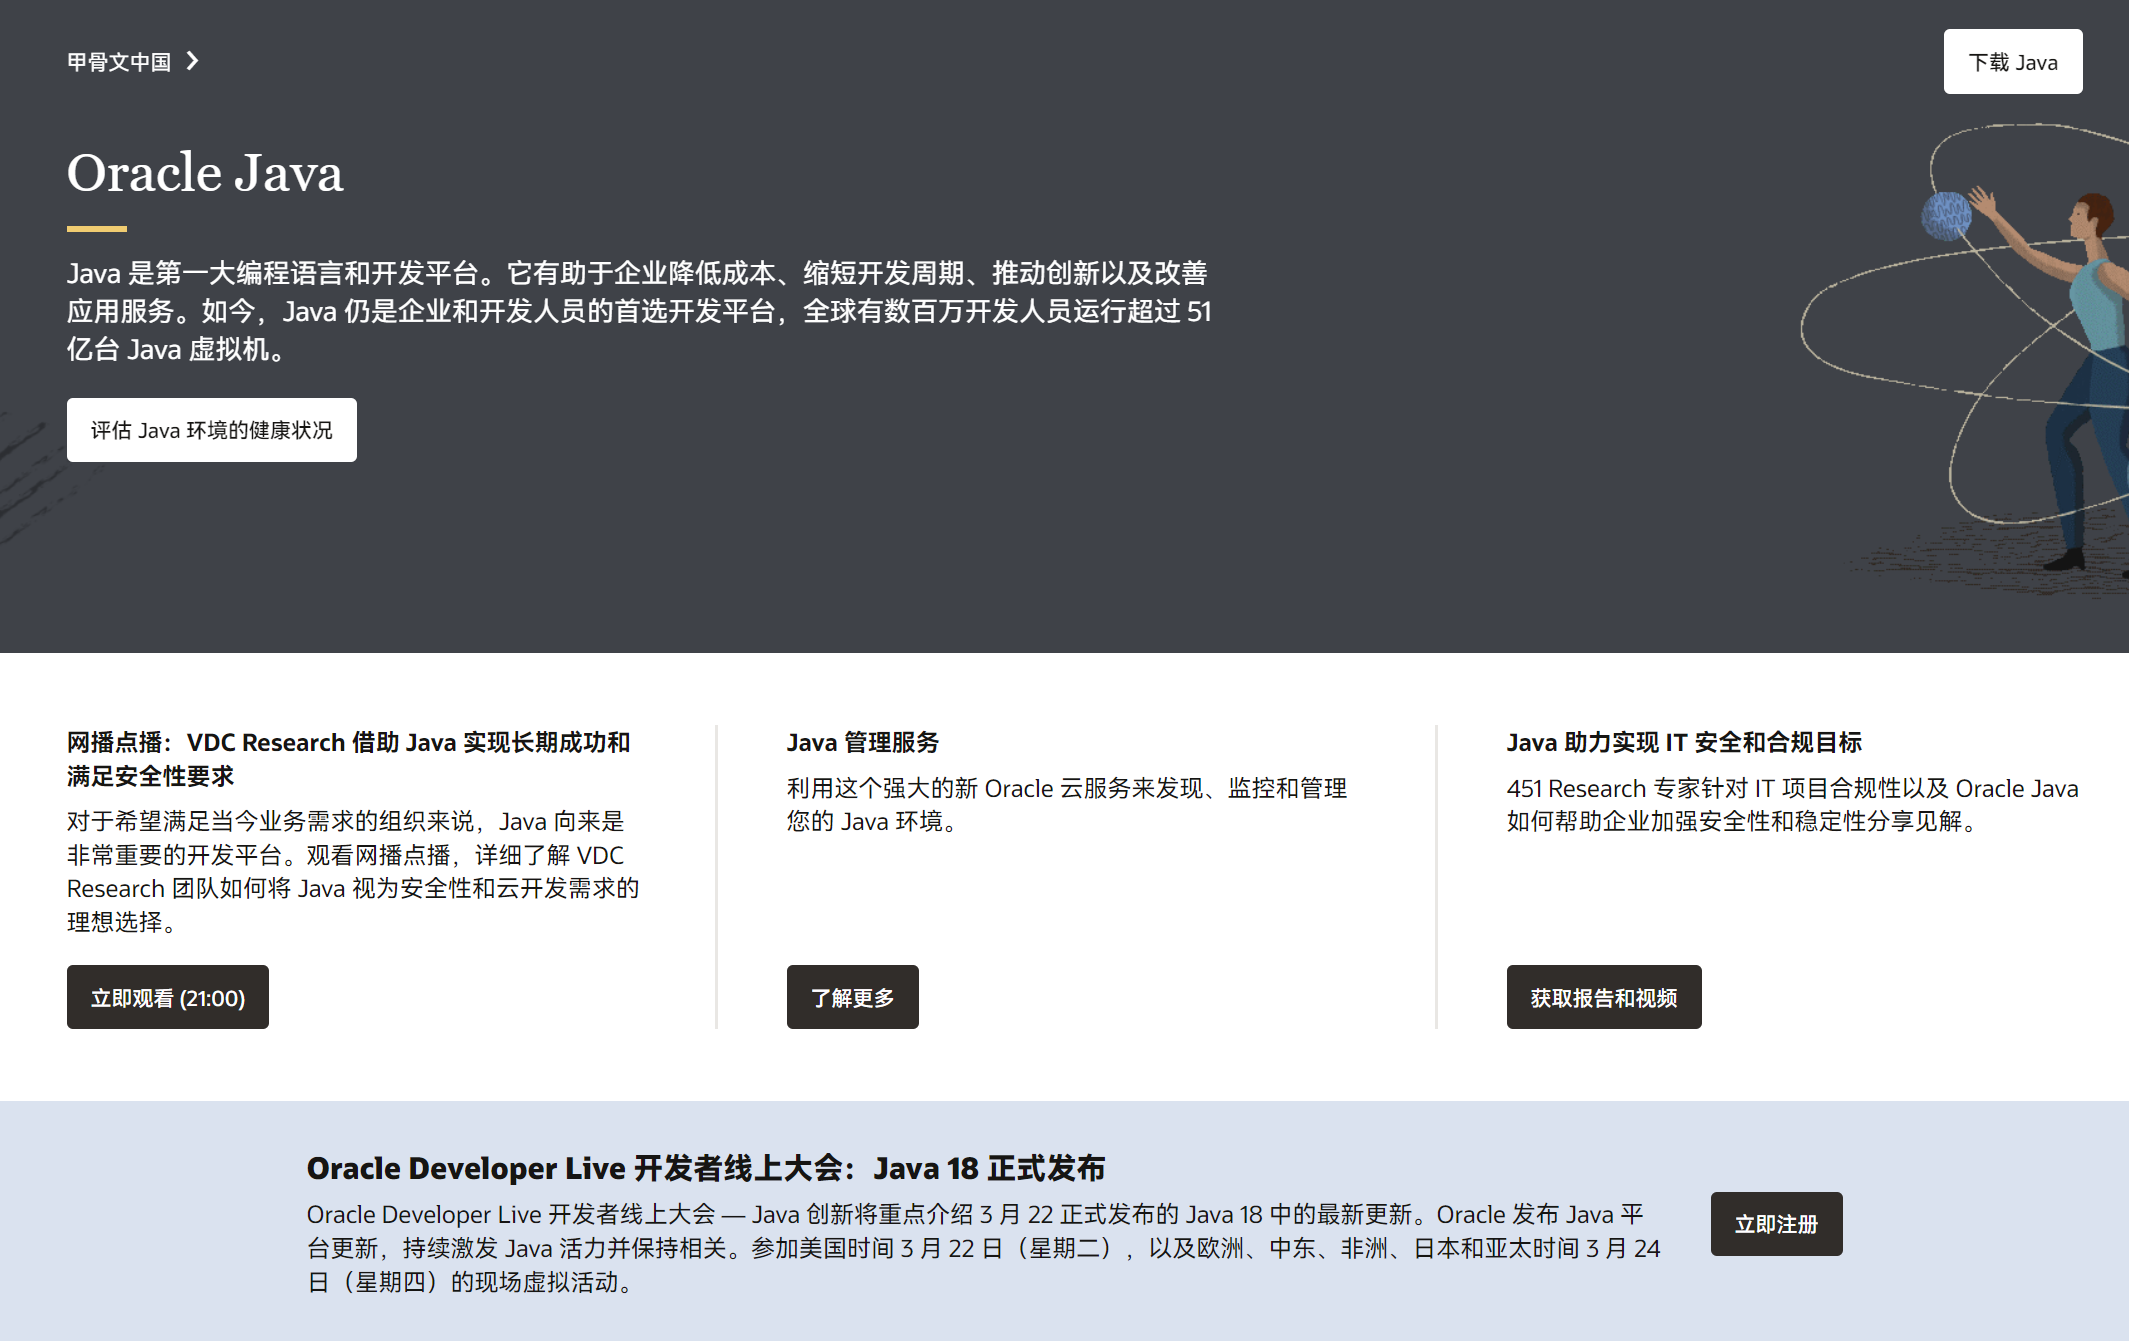 甲骨文中国
下载 Java
Oracle Java
Java 是第一大编程语言和开发平台。它有助于企业降低成本、缩短开发周期、推动创新以及改善
应用服务。如今，Java 仍是企业和开发人员的首选开发平台，全球有数百万开发人员运行超过 51
亿台 Java 虚拟机。
评估 Java 环境的健康状况
网播点播：VDC Research 借助 Java 实现长期成功和
满足安全性要求
对于希望满足当今业务需求的组织来说，Java 向来是
非常重要的开发平台。观看网播点播，详细了解 VDC
Research 团队如何将 Java 视为安全性和云开发需求的
理想选择。
立即观看 (21:00)
Java 管理服务
利用这个强大的新 Oracle 云服务来发现、监控和管理
您的 Java 环境。
了解更多
Java 助力实现 IT 安全和合规目标
451 Research 专家针对 IT 项目合规性以及 Oracle Java
如何帮助企业加强安全性和稳定性分享见解。
获取报告和视频
Oracle Developer Live 开发者线上大会：Java 18 正式发布
Oracle Developer Live 开发者线上大会 — Java 创新将重点介绍 3 月 22 正式发布的 Java 18 中的最新更新。Oracle 发布 Java 平
台更新，持续激发 Java 活力并保持相关。参加美国时间 3 月 22 日（星期二），以及欧洲、中东、非洲、日本和亚太时间 3 月 24
日（星期四）的现场虚拟活动。
立即注册